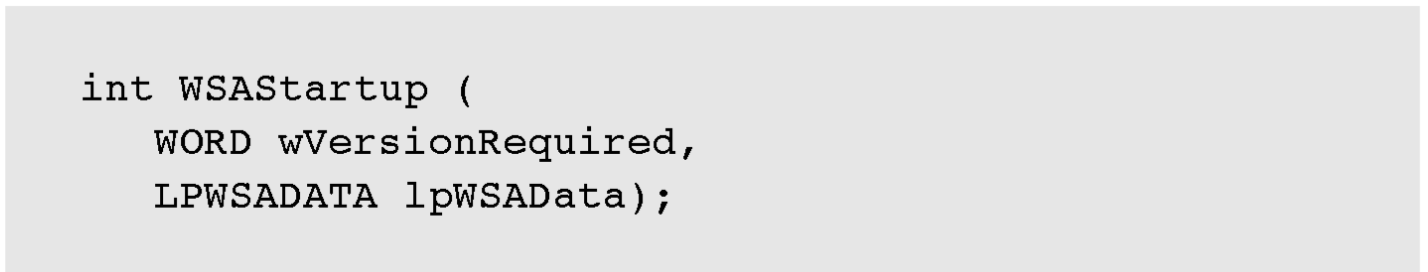 int WSAStartup (
WORD wVersionRequired,
LPWSADATA lpWSAData);